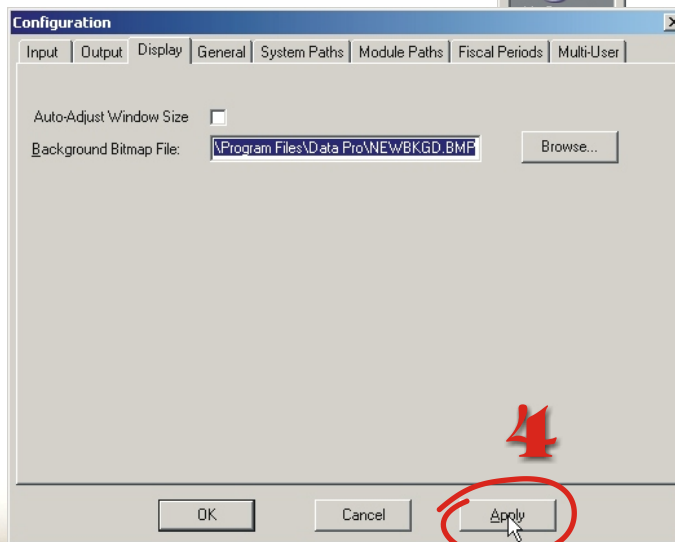 Configuration
Input Output Display General System Paths Module Paths Fiscal Periods Multi-User
Auto-Adjust Window Size
Background Bitmap File: \Program Files\Data Pro\NEWBKGD.BMP Browse...
4
OK Cancel Apply